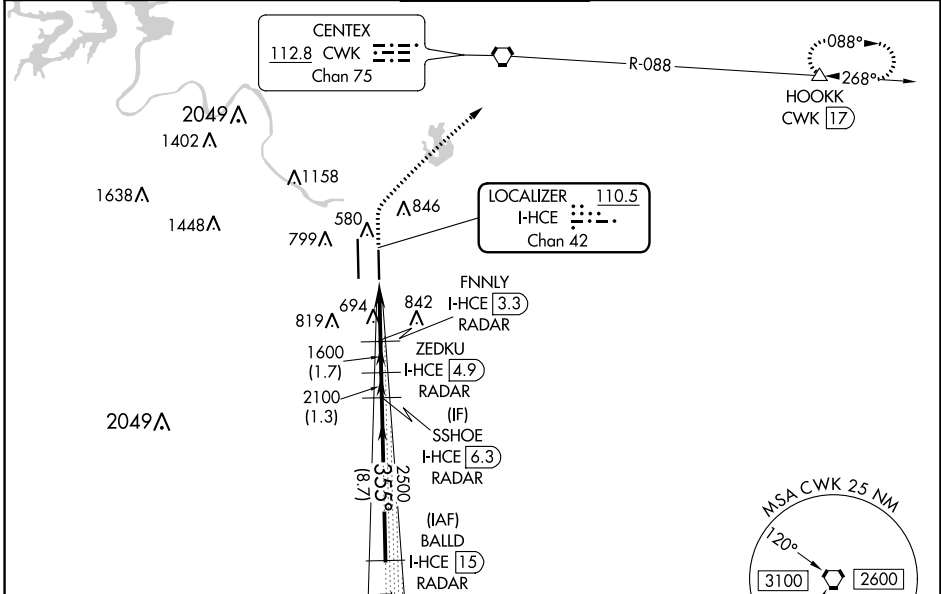 CENTEX
112.8 CWK
Chan 75
R-088
088°
268°
HOOKK
CWK 17
2049
1402
1158
1638
1448
846
580
799
LOCALIZER 110.5
I-HCE
Chan 42
FNNLY
I-HCE 3.3
RADAR
694
842
819
ZEDKU
I-HCE 4.9
RADAR
1600
(1.7)
2100
(1.3)
(IF)
SSHOE
I-HCE 6.3
RADAR
2049
2500
355°
(8.7)
(IAF)
BALLD
I-HCE 15
RADAR
MSA CWK 25 NM
120°
3100
2600